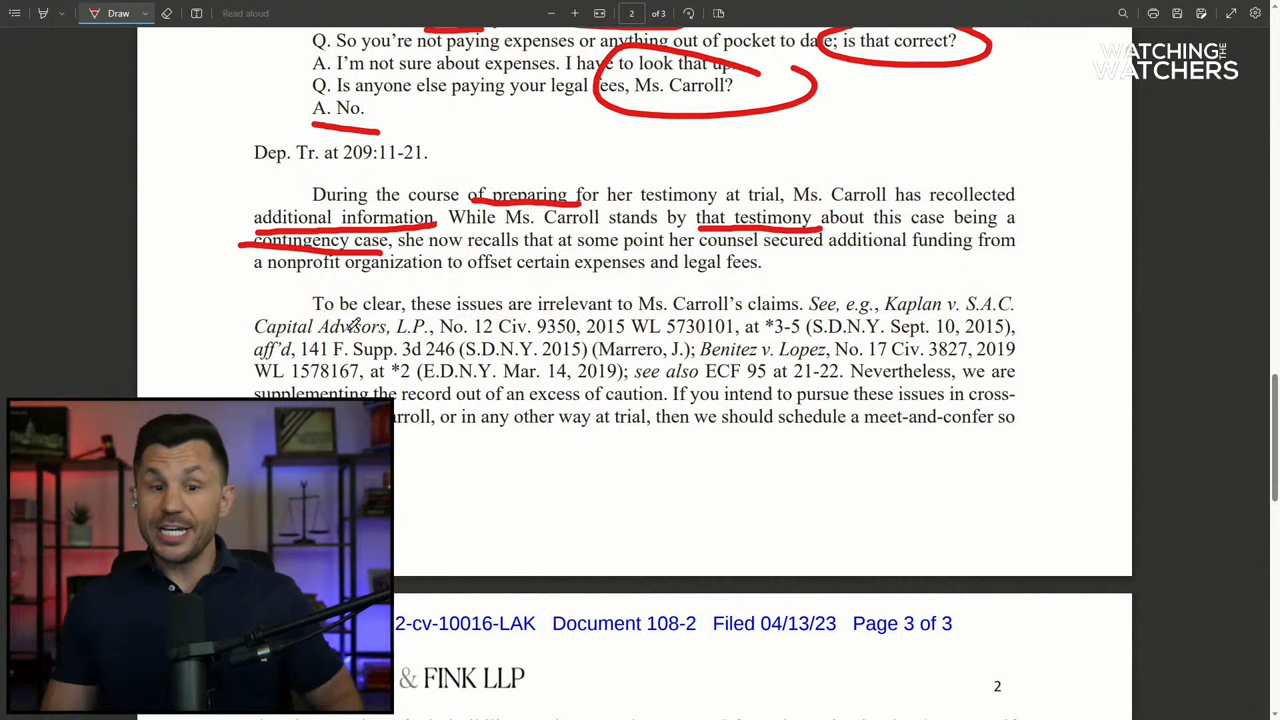 Draw
Read aloud
2
of 3
WATCHING THE WATCHERS
Q. So you're not paying expenses or anything out of pocket to date; is that correct?
A. I'm not sure about expenses. I have to look that up.
Q. Is anyone else paying your legal fees, Ms. Carroll?
A. No.
Dep. Tr. at 209:11-21.
During the course of preparing for her testimony at trial, Ms. Carroll has recollected
additional information. While Ms. Carroll stands by that testimony about this case being a
contingency case, she now recalls that at some point her counsel secured additional funding from
a nonprofit organization to offset certain expenses and legal fees.
To be clear, these issues are irrelevant to Ms. Carroll's claims. See, e.g., Kaplan v. S.A.C.
Capital Advisors, L.P., No. 12 Civ. 9350, 2015 WL 5730101, at *3-5 (S.D.N.Y. Sept. 10, 2015),
aff'd, 141 F. Supp. 3d 246 (S.D.N.Y. 2015) (Marrero, J.); Benitez v. Lopez, No. 17 Civ. 3827, 2019
WL 1578167, at *2 (E.D.N.Y. Mar. 14, 2019); see also ECF 95 at 21-22. Nevertheless, we are
supplementing the record out of an excess of caution. If you intend to pursue these issues in cross-
arroll, or in any other way at trial, then we should schedule a meet-and-confer so
2-cv-10016-LAK Document 108-2 Filed 04/13/23 Page 3 of 3
& FINK LLP
2